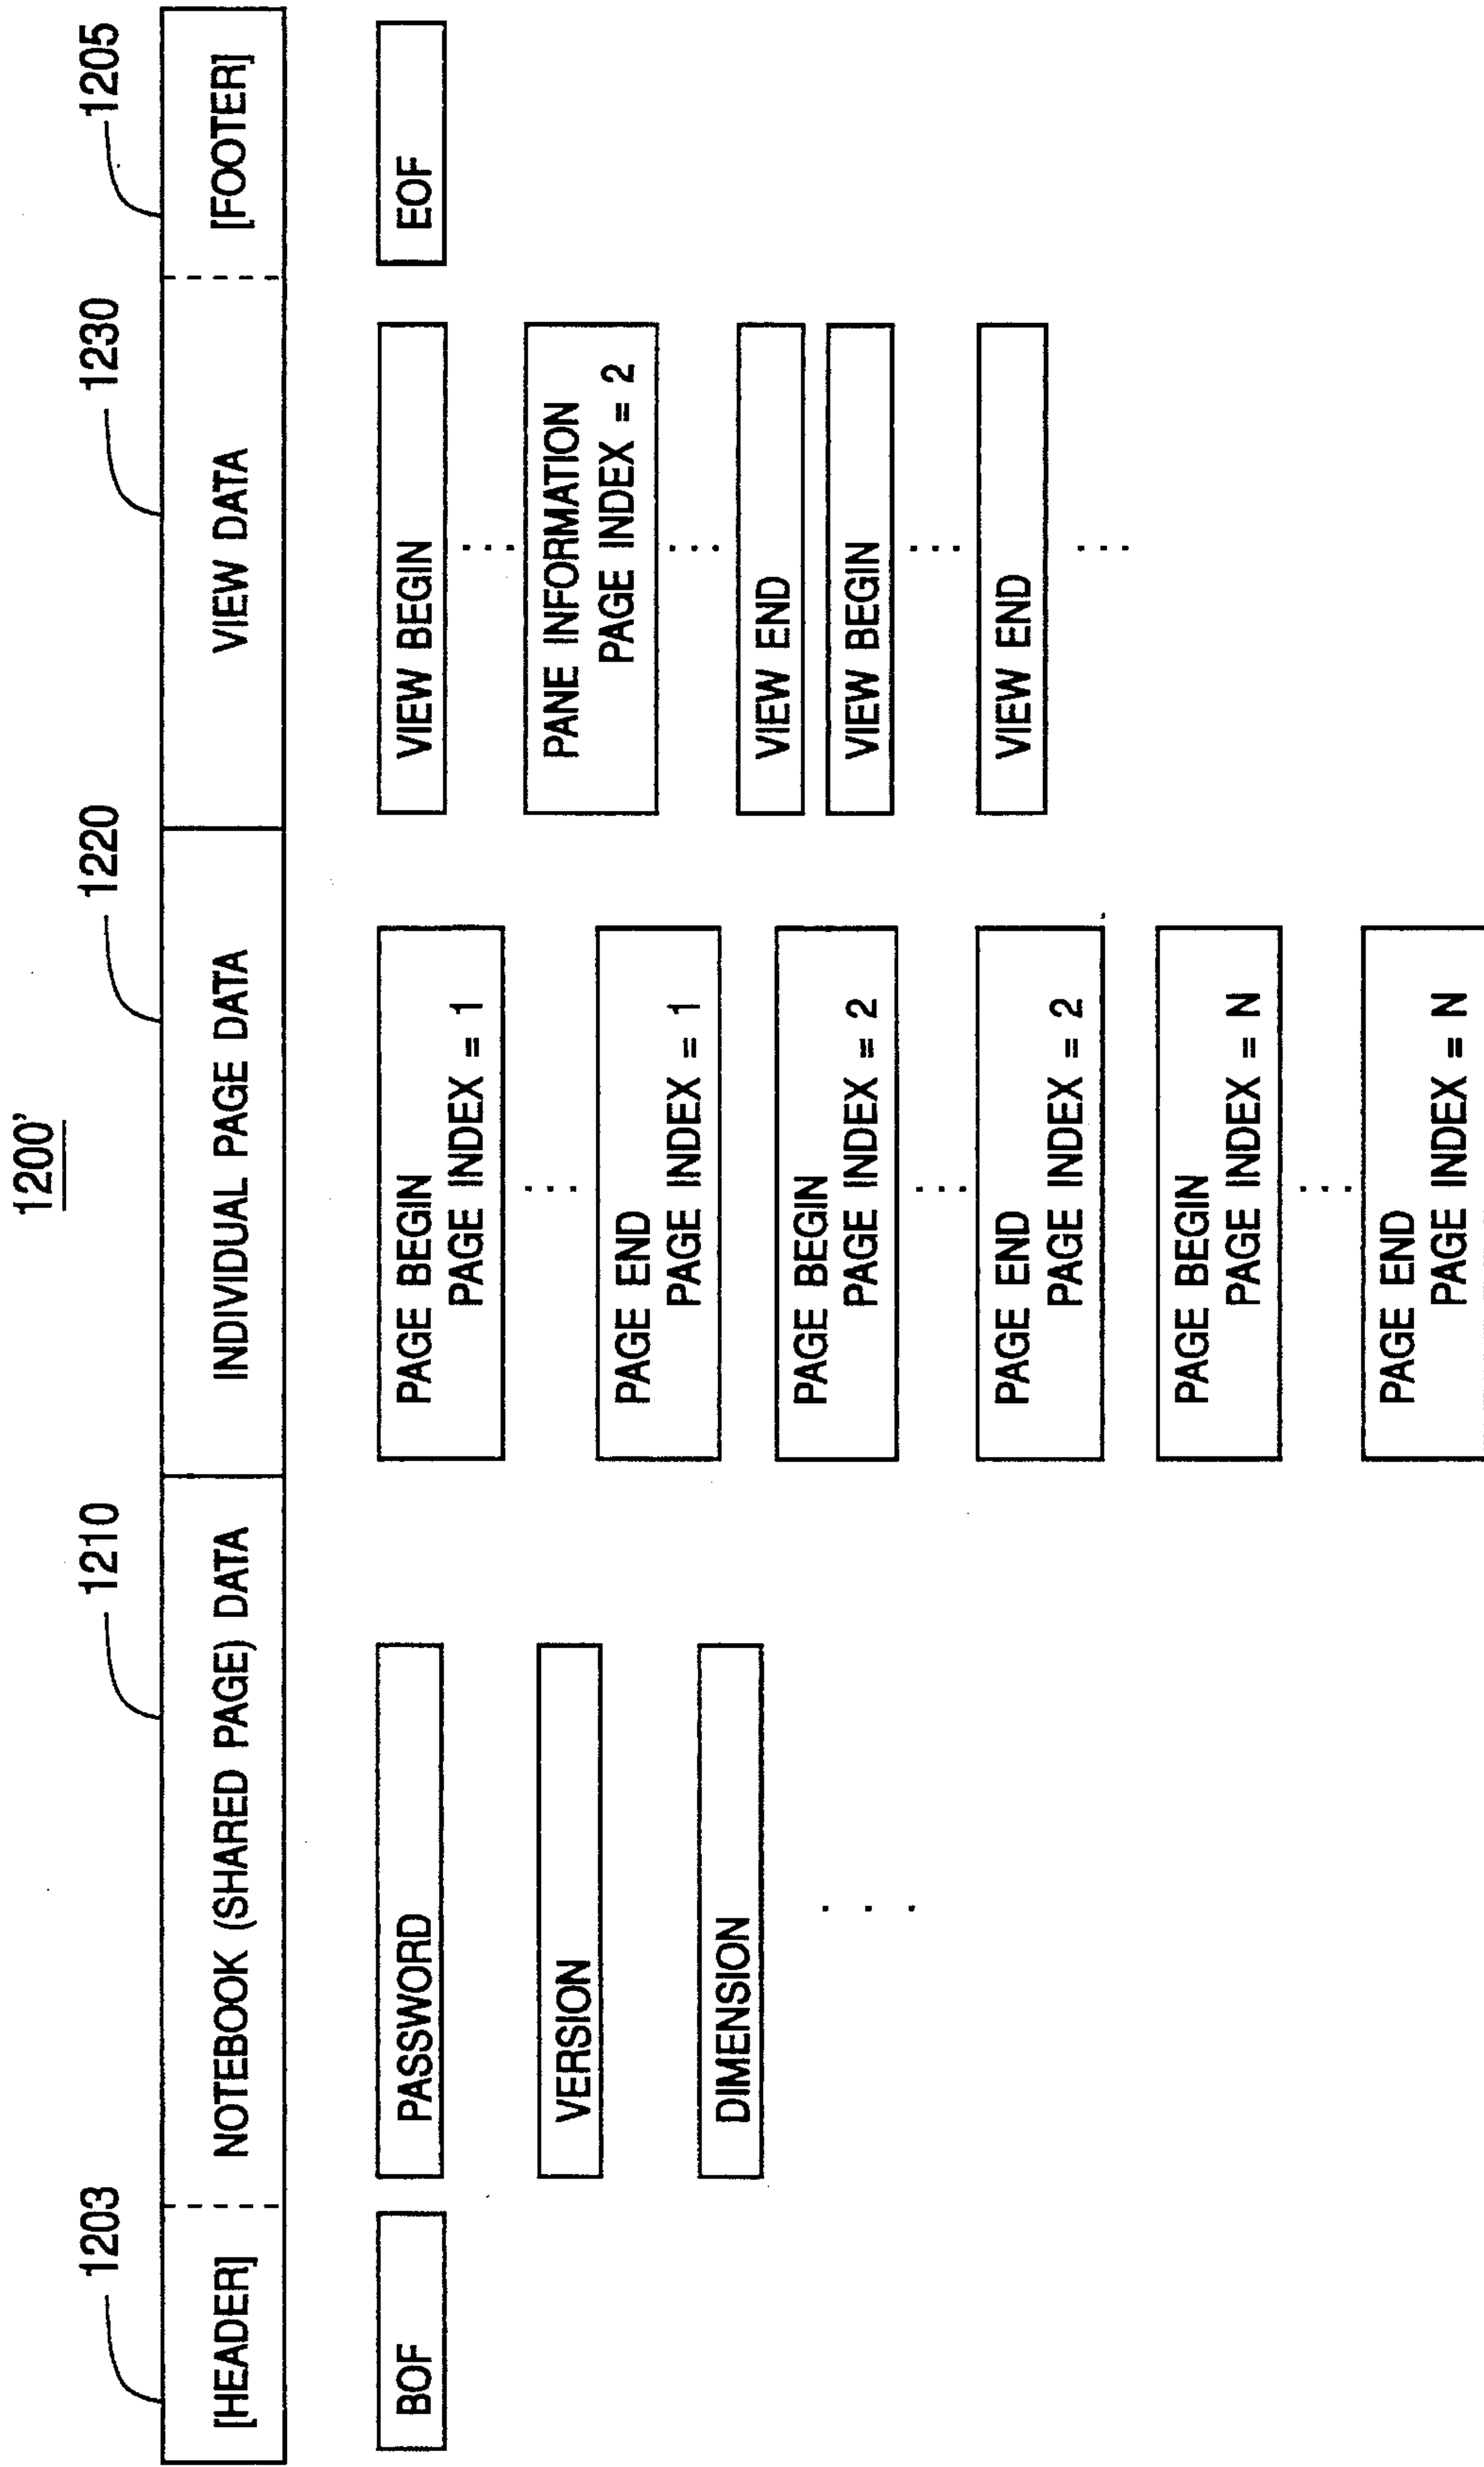 1200'
1203
1210
1220
1230
1205
[HEADER]
NOTEBOOK (SHARED PAGE) DATA
INDIVIDUAL PAGE DATA
VIEW DATA
[FOOTER]
BOF
PASSWORD
VERSION
DIMENSION
. . .
PAGE BEGIN
PAGE INDEX = 1
. . .
PAGE END
PAGE INDEX = 1
PAGE BEGIN
PAGE INDEX = 2
. . .
PAGE END
PAGE INDEX = 2
PAGE BEGIN
PAGE INDEX = N
. . .
PAGE END
PAGE INDEX = N
VIEW BEGIN
. . .
PANE INFORMATION
PAGE INDEX = 2
. . .
VIEW END
VIEW BEGIN
. . .
VIEW END
. . .
EOF